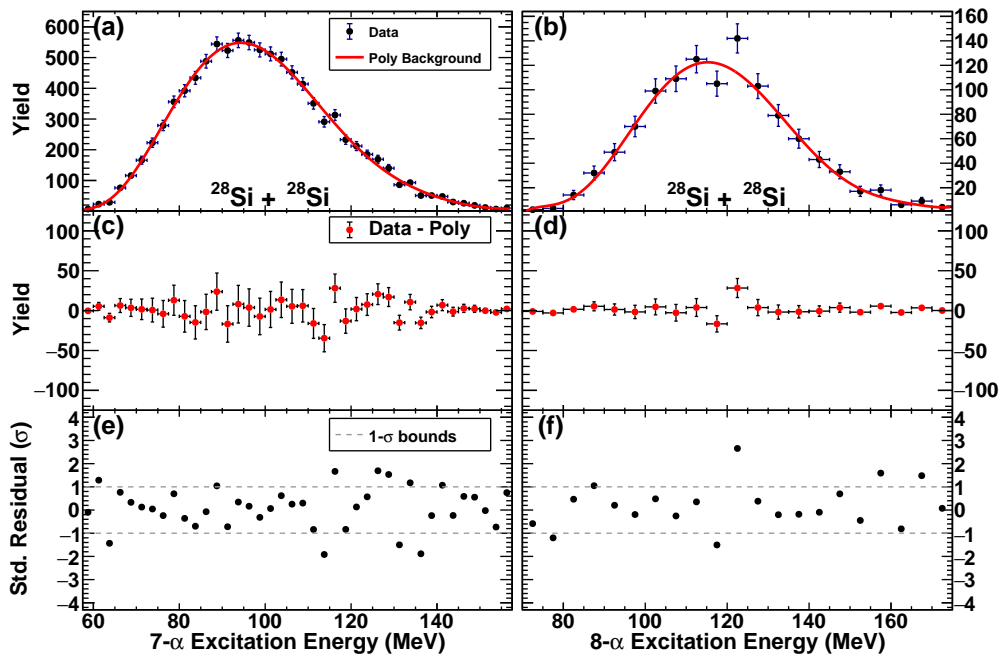 (a)
Data
Poly Background
²⁸Si + ²⁸Si
Yield
600
500
400
300
200
100
(b)
²⁸Si + ²⁸Si
160
140
120
100
80
60
40
20
(c)
Data - Poly
Yield
100
50
0
−50
−100
(d)
100
50
0
−50
−100
(e)
1-σ bounds
Std. Residual (σ)
4
3
2
1
0
−1
−2
−3
−4
(f)
4
3
2
1
0
−1
−2
−3
−4
60 80 100 120 140
7-α Excitation Energy (MeV)
80 100 120 140 160
8-α Excitation Energy (MeV)